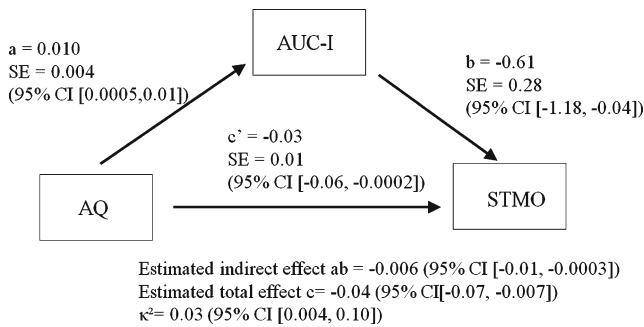 a = 0.010
SE = 0.004
(95% CI [0.0005,0.01])
AUC-I
b = -0.61
SE = 0.28
(95% CI [-1.18, -0.04])
c’ = -0.03
SE = 0.01
(95% CI [-0.06, -0.0002])
AQ
STMO
Estimated indirect effect ab = -0.006 (95% CI [-0.01, -0.0003])
Estimated total effect c= -0.04 (95% CI[-0.07, -0.007])
κ²= 0.03 (95% CI [0.004, 0.10])